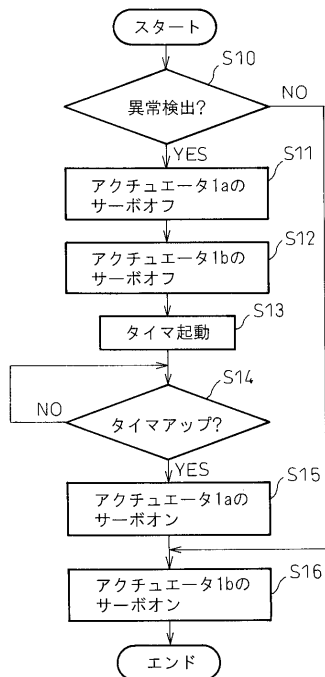 スタート
S10
異常検出?
NO
YES
S11
アクチュエータ1aの
サーボオフ
S12
アクチュエータ1bの
サーボオフ
S13
タイマ起動
S14
NO
タイマアップ?
YES
S15
アクチュエータ1aの
サーボオン
S16
アクチュエータ1bの
サーボオン
エンド